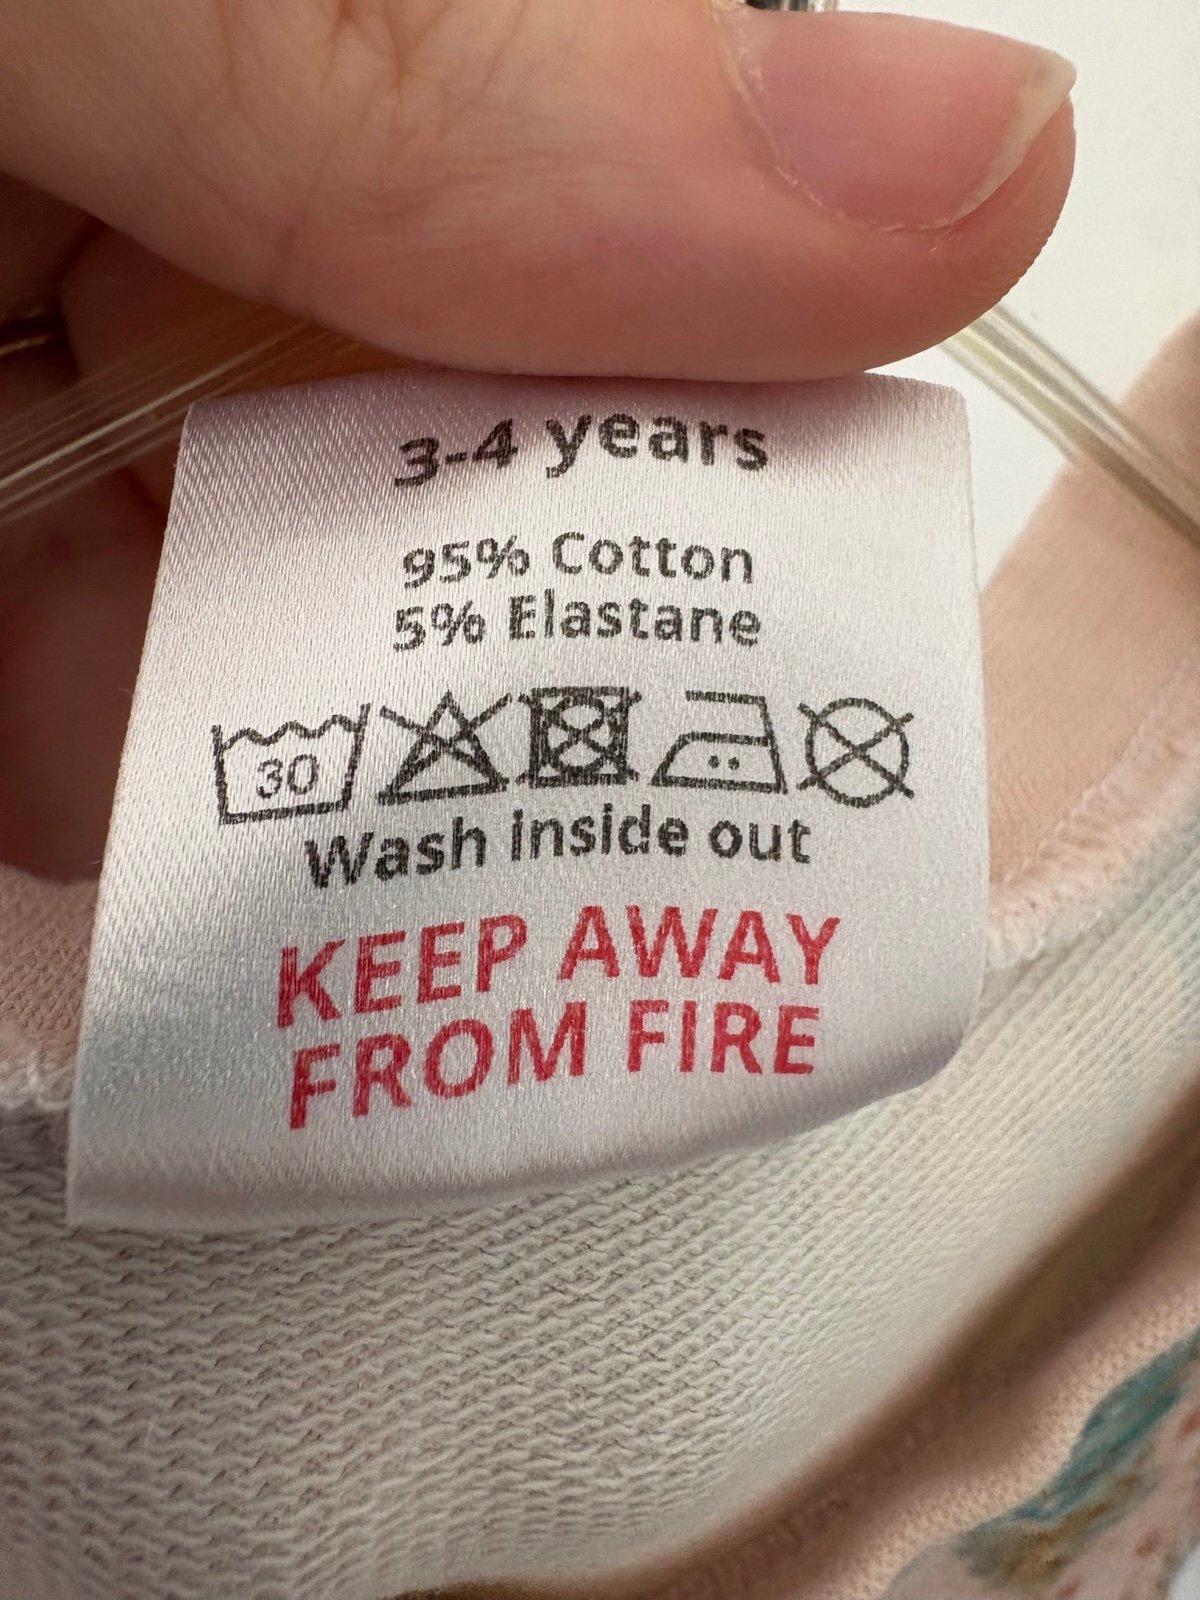 3-4 years
95% Cotton
5% Elastane
30
Wash inside out
KEEP AWAY
FROM FIRE